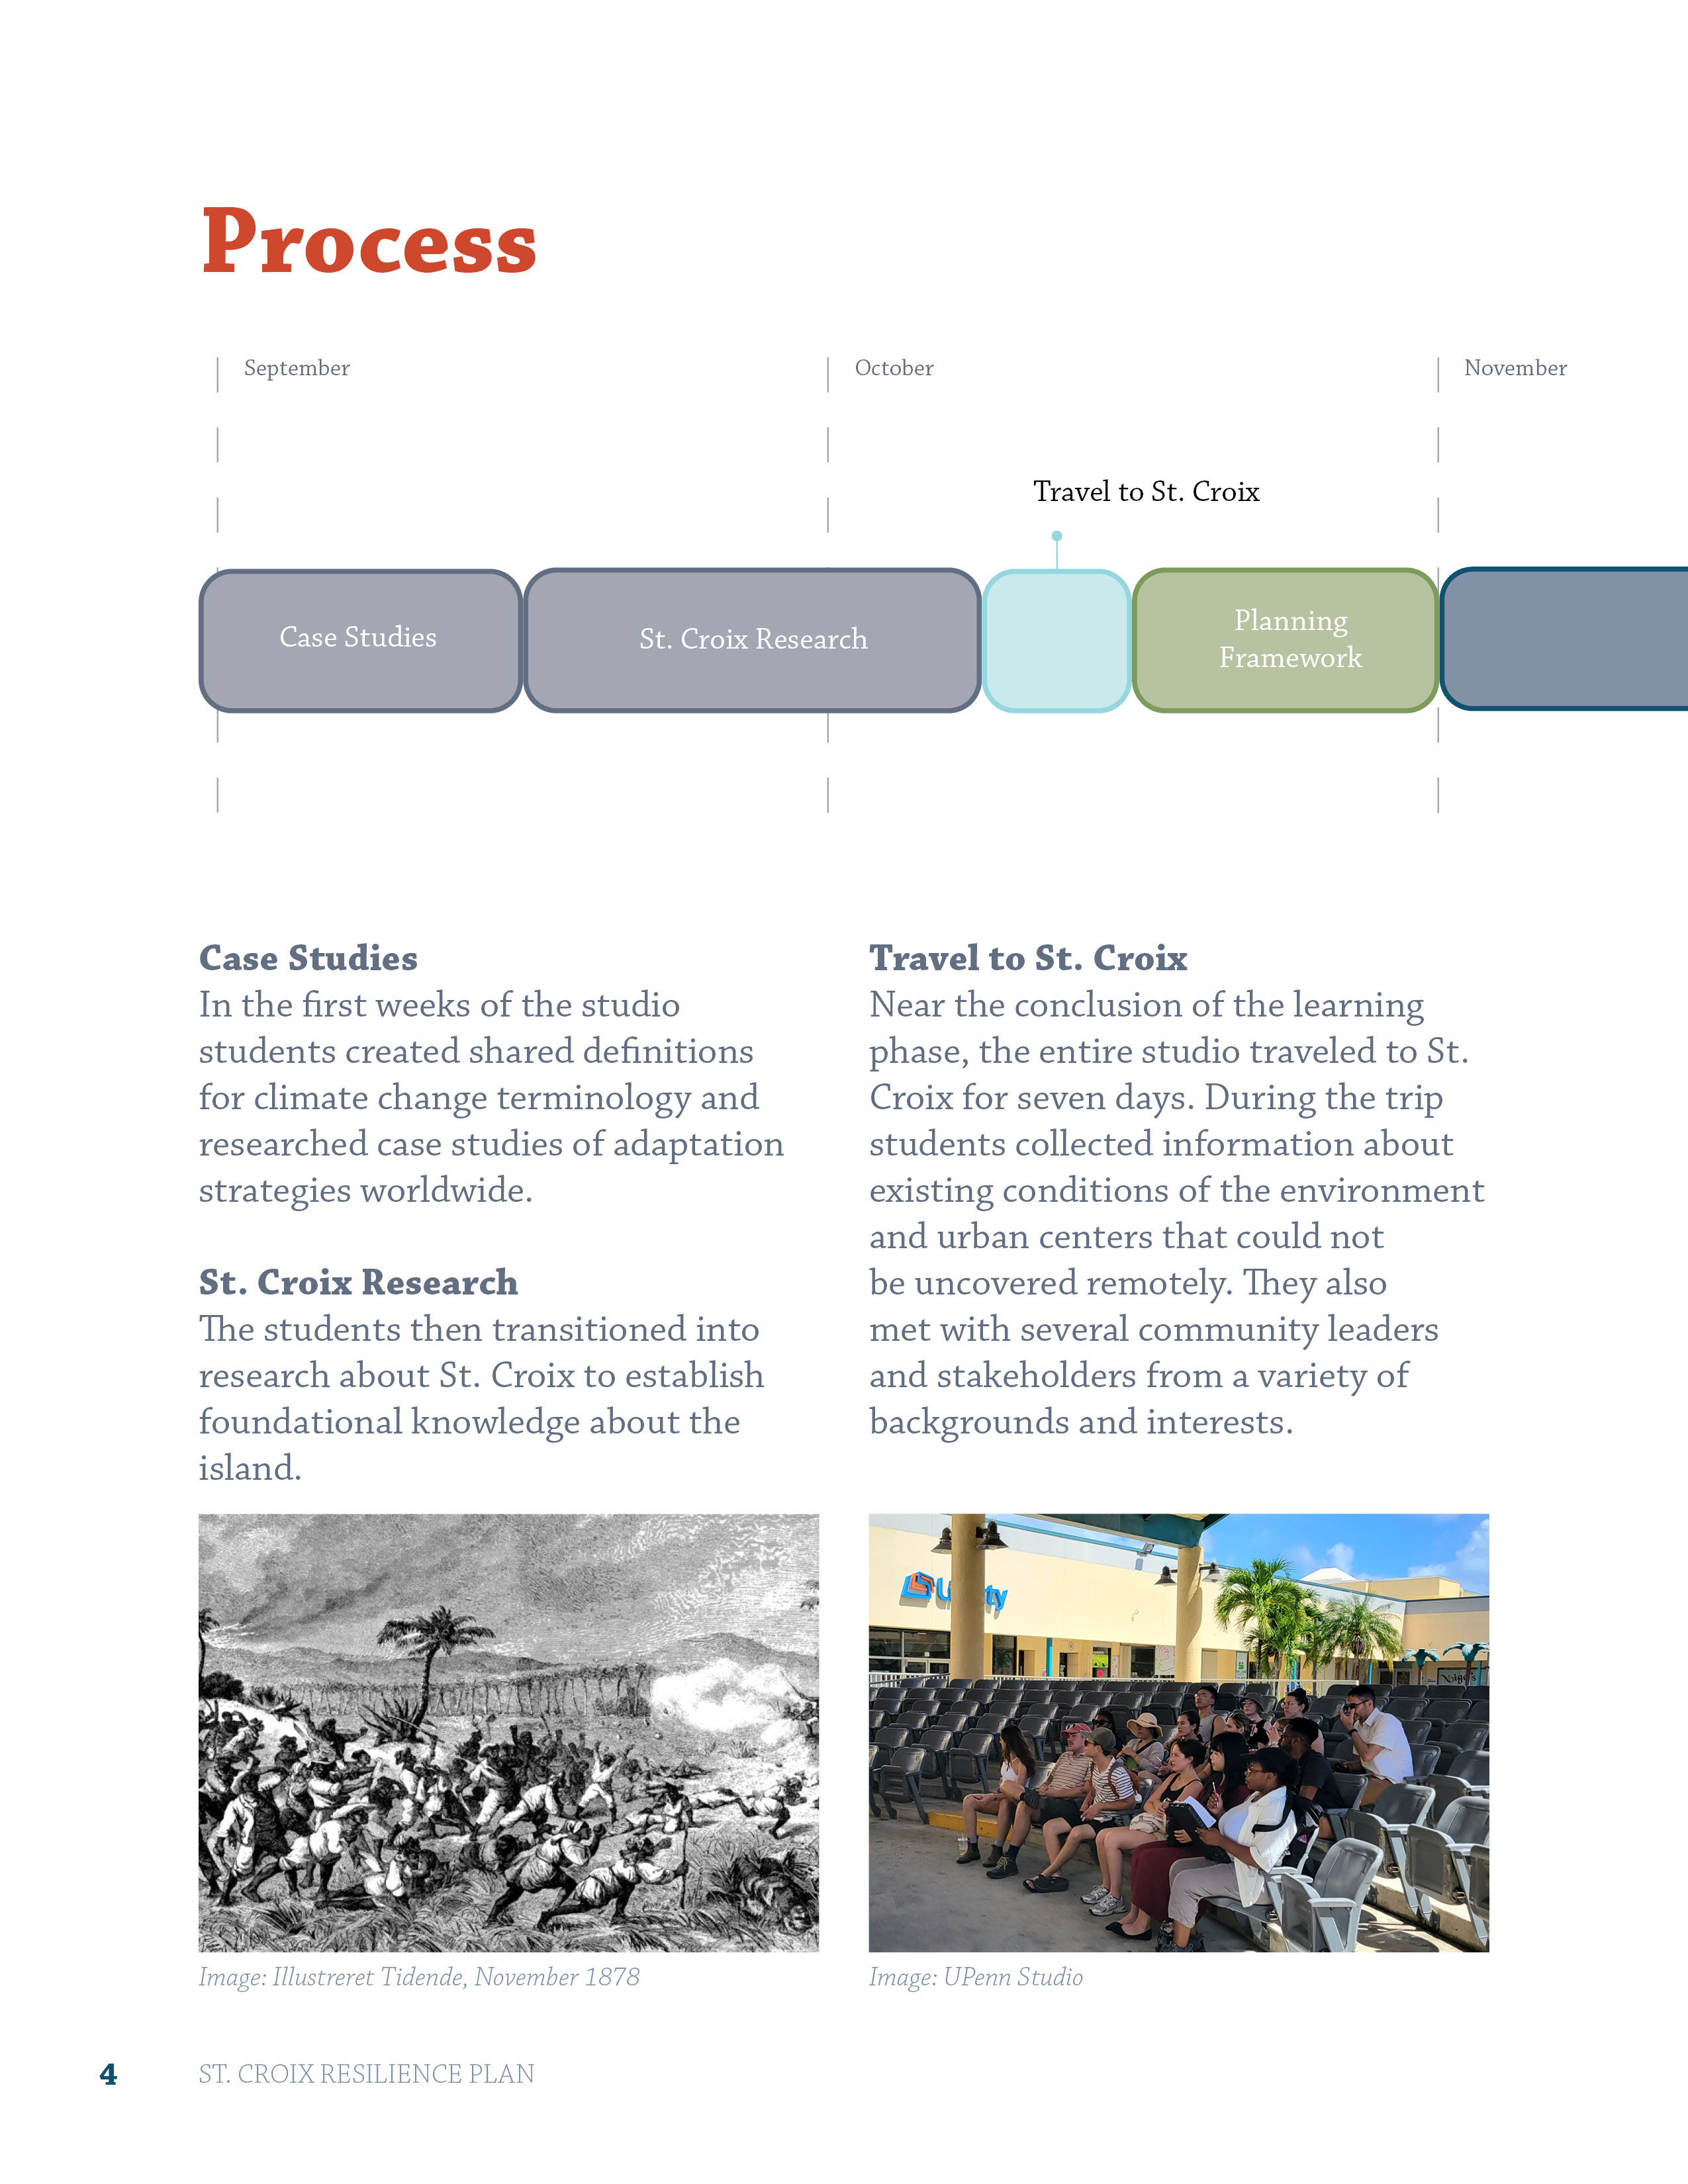 Process
September
October
November
Travel to St. Croix
Case Studies
St. Croix Research
Planning
Framework
Case Studies
In the first weeks of the studio
students created shared definitions
for climate change terminology and
researched case studies of adaptation
strategies worldwide.
St. Croix Research
The students then transitioned into
research about St. Croix to establish
foundational knowledge about the
island.
Travel to St. Croix
Near the conclusion of the learning
phase, the entire studio traveled to St.
Croix for seven days. During the trip
students collected information about
existing conditions of the environment
and urban centers that could not
be uncovered remotely. They also
met with several community leaders
and stakeholders from a variety of
backgrounds and interests.
Image: Illustreret Tidende, November 1878
Image: UPenn Studio
4
ST. CROIX RESILIENCE PLAN